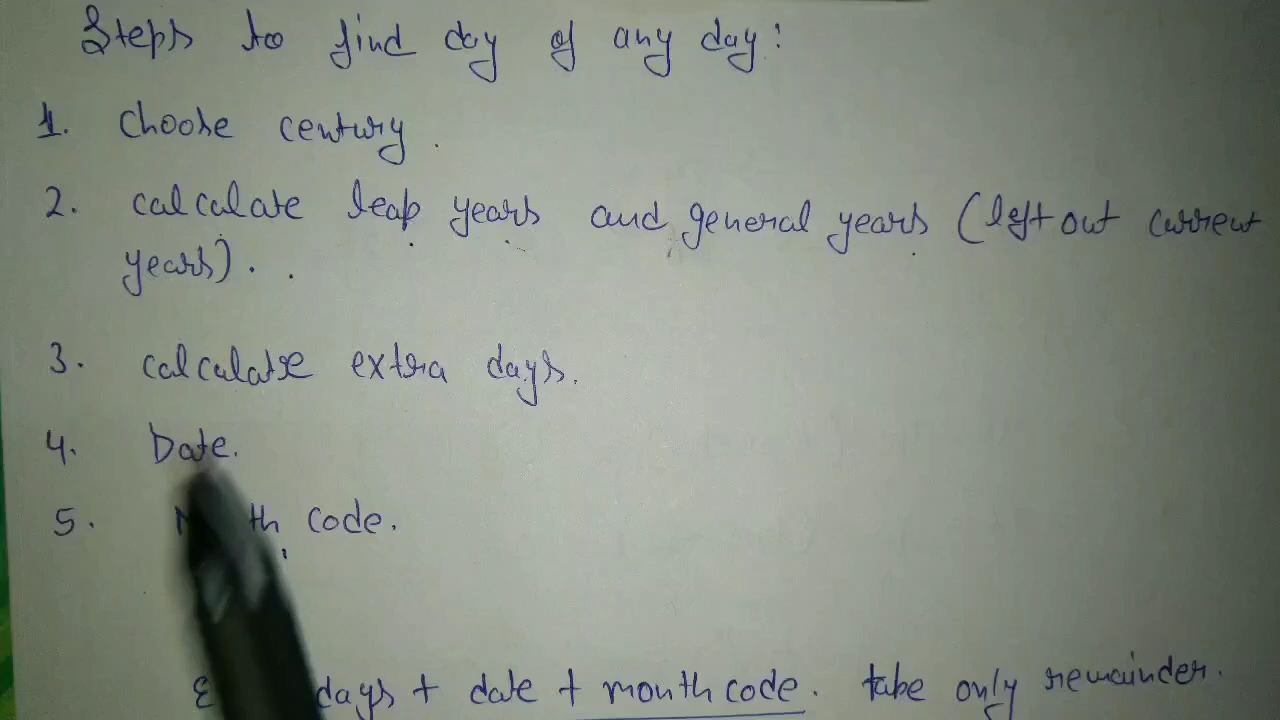 Steps to find day of any day:
1. Choose century.
2. calculate leap years and general years (left out current
years).
3. calculate extra days.
4. Date.
5. code.
days + date + month code. take only remainder.